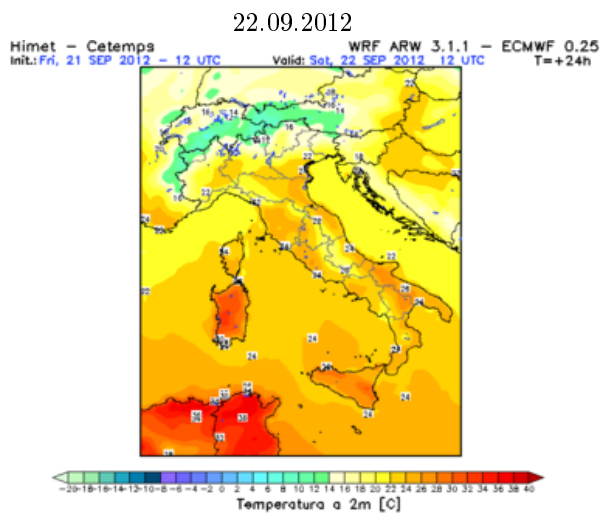 22.09.2012
Himet – Cetemps WRF ARW 3.1.1 – ECMWF 0.25
Init.: Fri, 21 SEP 2012 – 12 UTC Valid: Sat, 22 SEP 2012 12 UTC T=+24h
-20 -18 -16 -14 -12 -10 -8 -6 -4 -2 0 2 4 6 8 10 12 14 16 18 20 22 24 26 28 30 32 34 36 38 40
Temperatura a 2m [C]